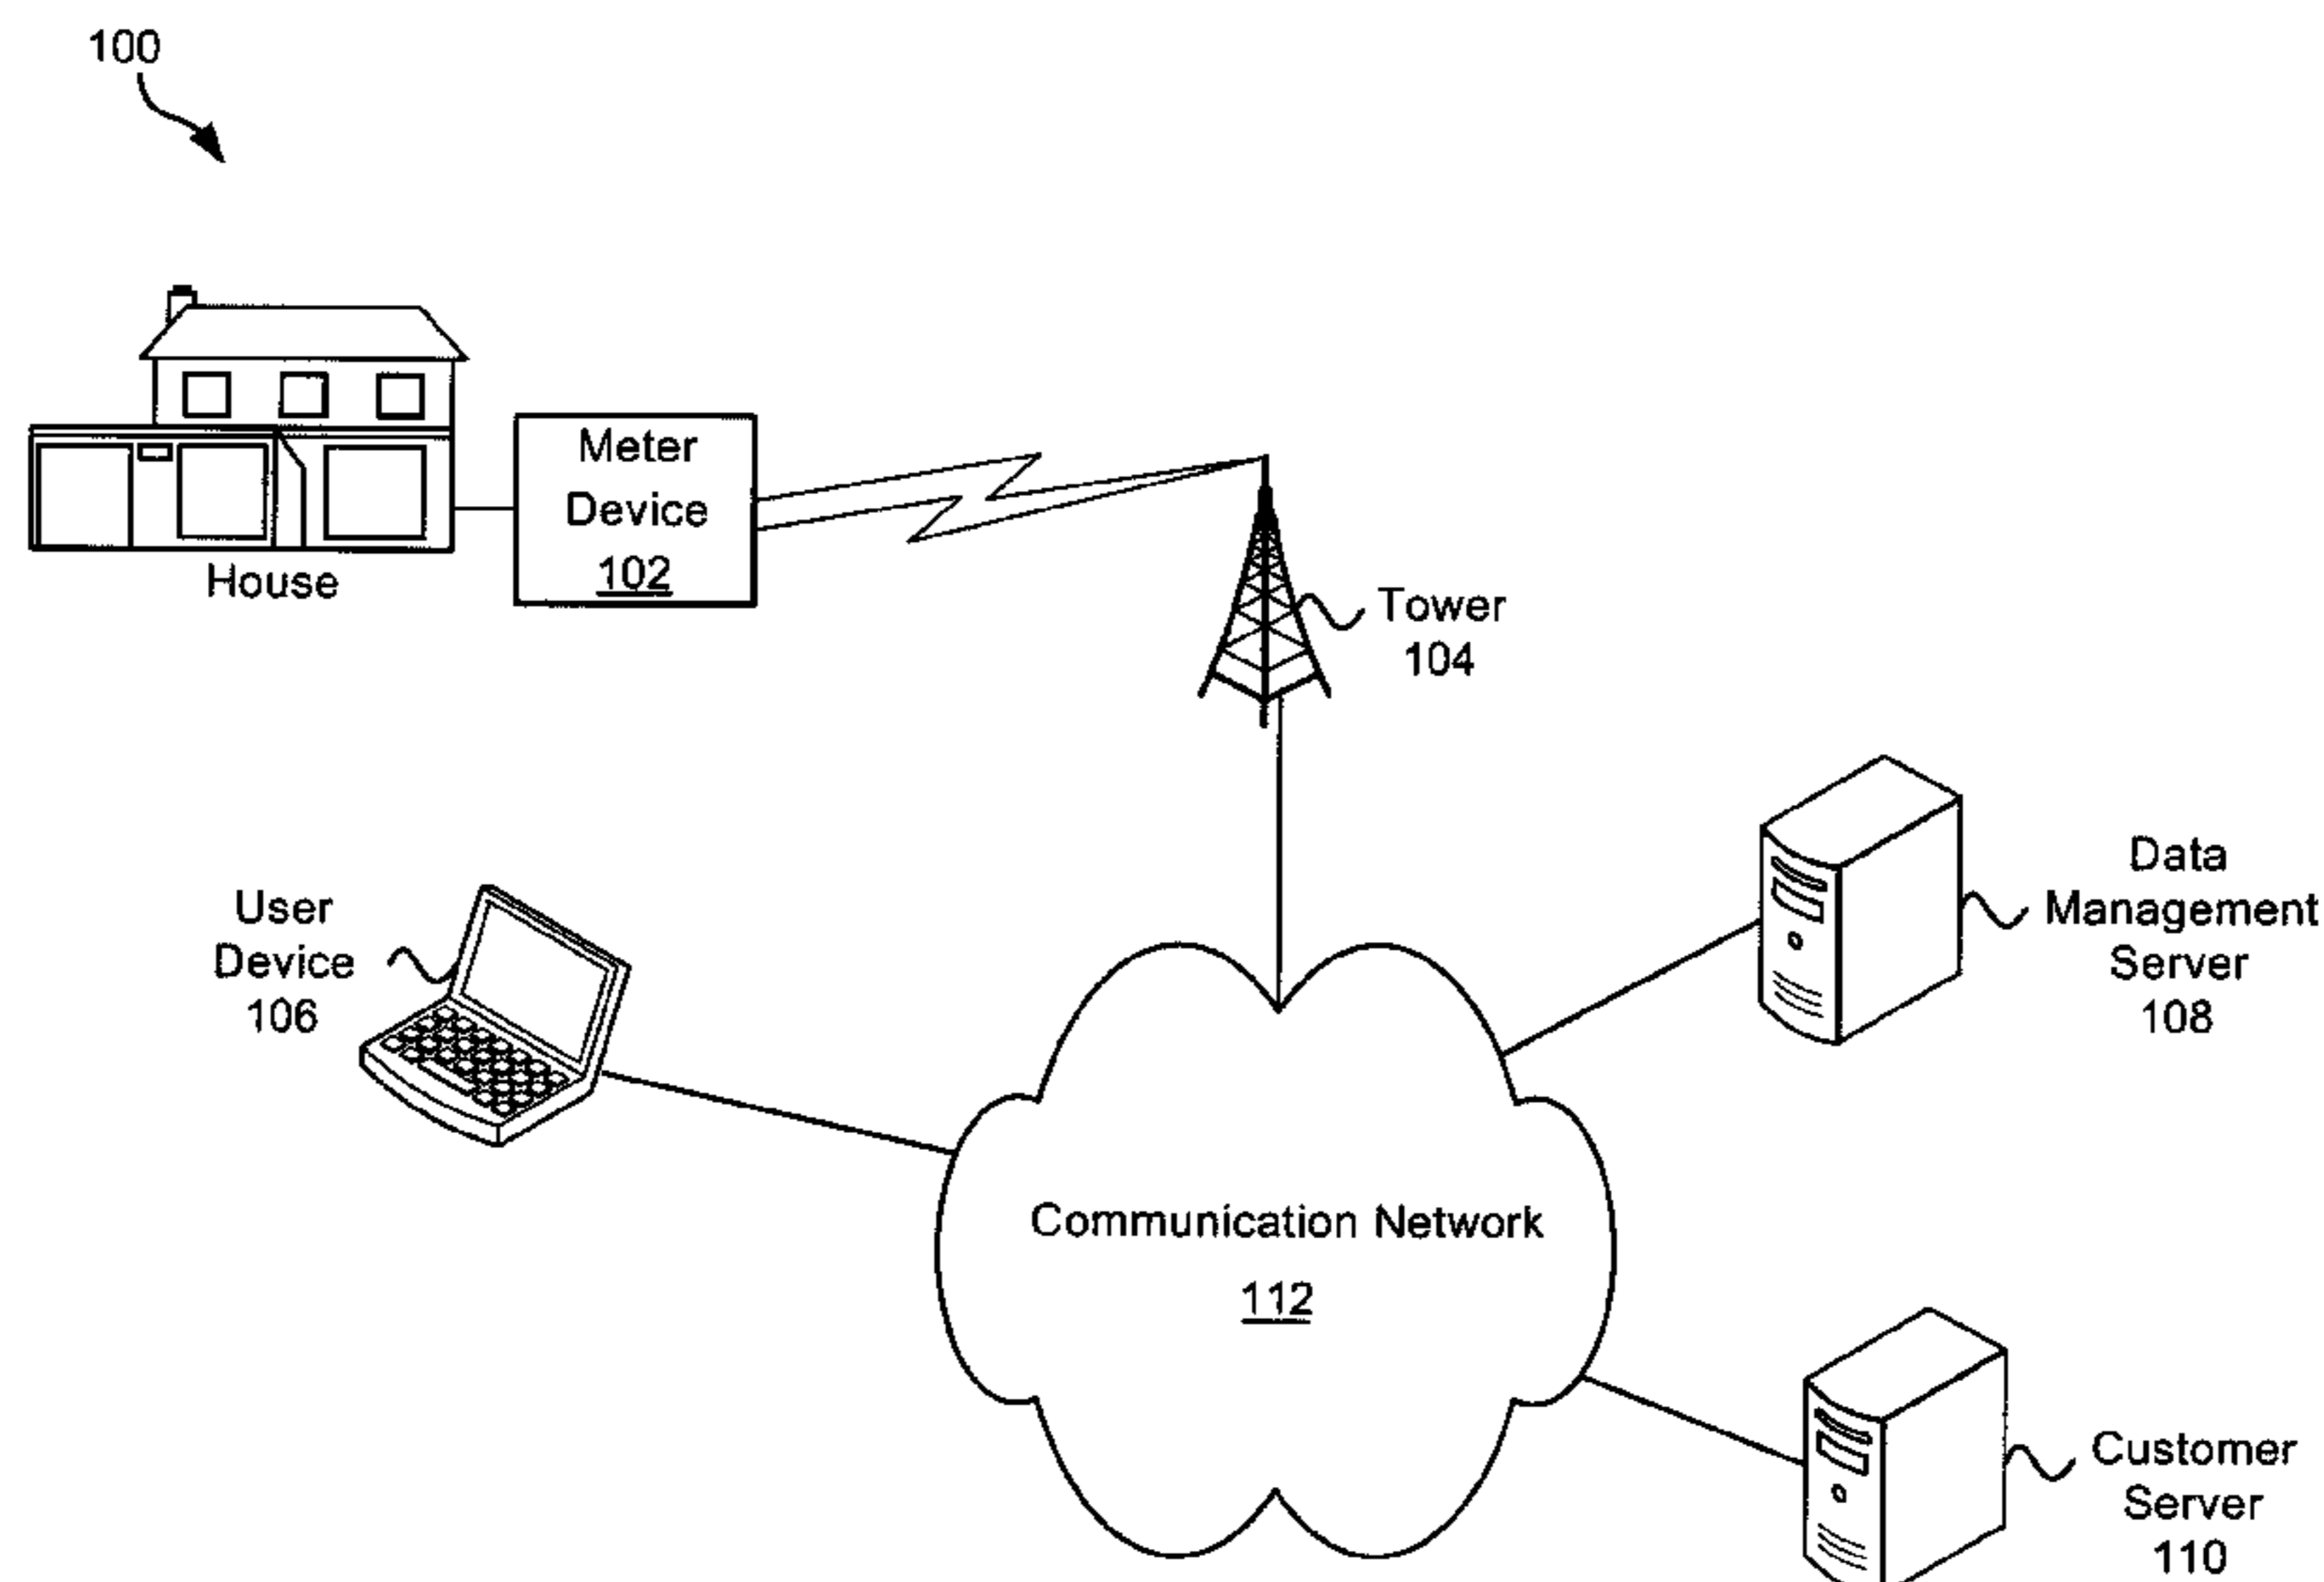 100
Meter
Device
102
House
Tower
104
User
Device
106
Data
Management
Server
108
Communication Network
112
Customer
Server
110